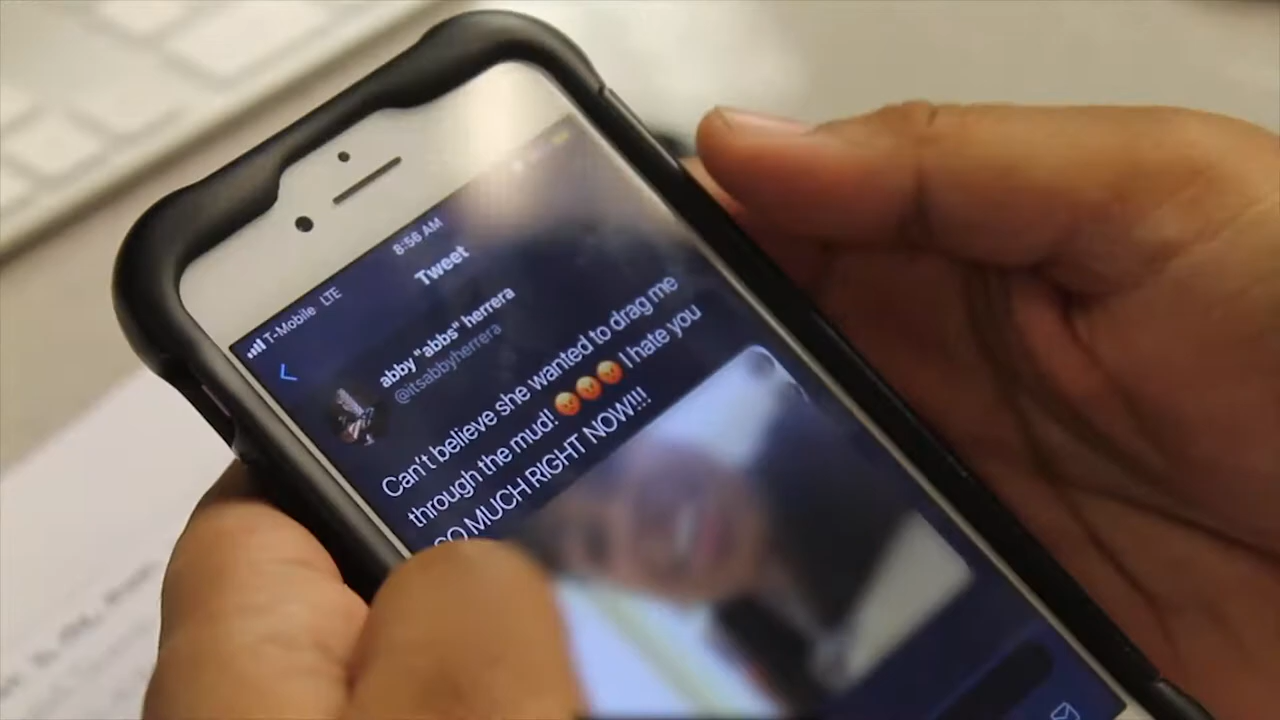 T-Mobile LTE
8:56 AM
Tweet
abby "abbs" herrera
@itsabbyherrera
Can't believe she wanted to drag me
through the mud! 😡😡😡 I hate you
SO MUCH RIGHT NOW!!!